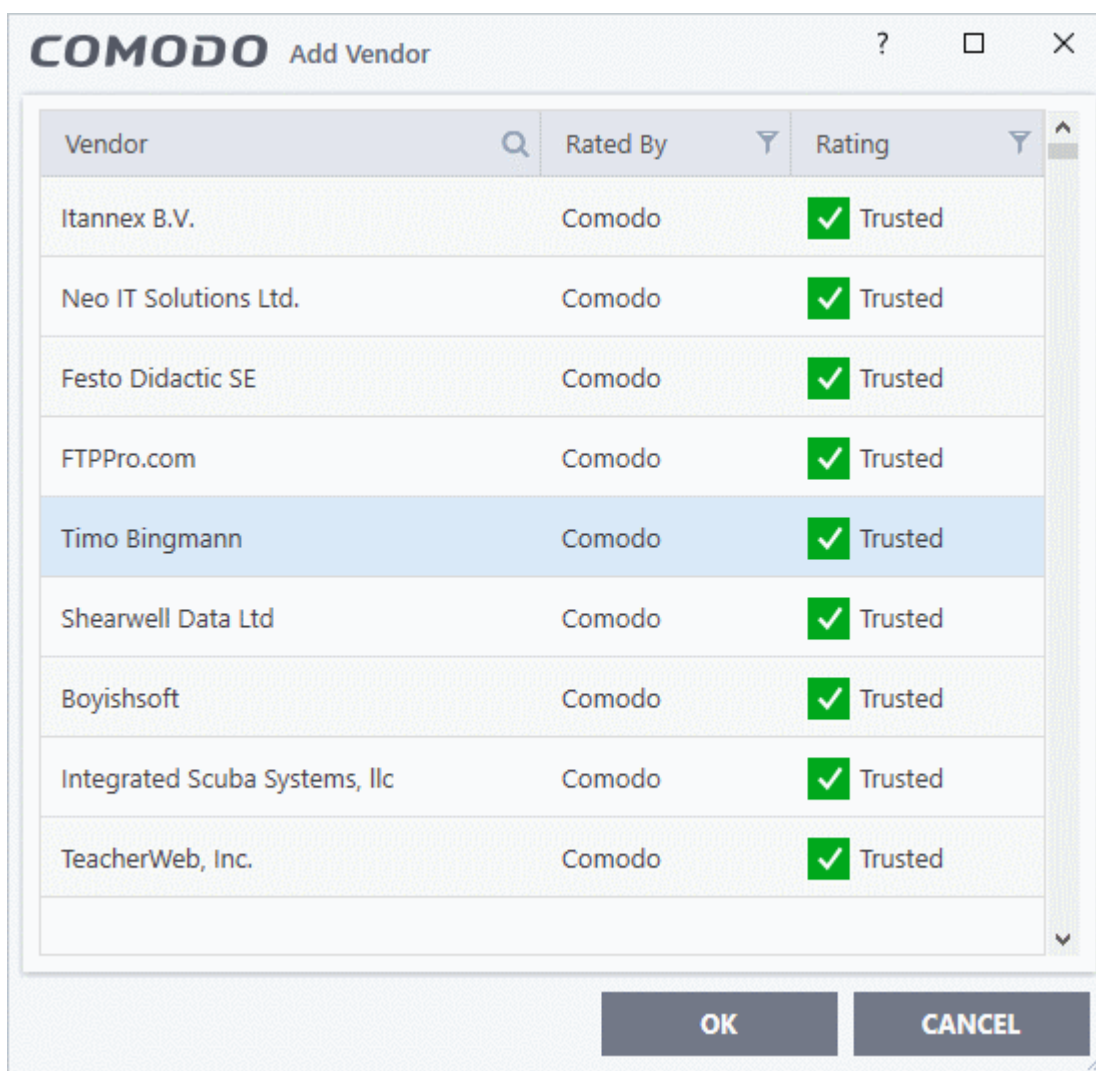 COMODO Add Vendor ?
Vendor Rated By Rating
Itannex B.V. Comodo Trusted
Neo IT Solutions Ltd. Comodo Trusted
Festo Didactic SE Comodo Trusted
FTPPro.com Comodo Trusted
Timo Bingmann Comodo Trusted
Shearwell Data Ltd Comodo Trusted
Boyishsoft Comodo Trusted
Integrated Scuba Systems, llc Comodo Trusted
TeacherWeb, Inc. Comodo Trusted
OK CANCEL